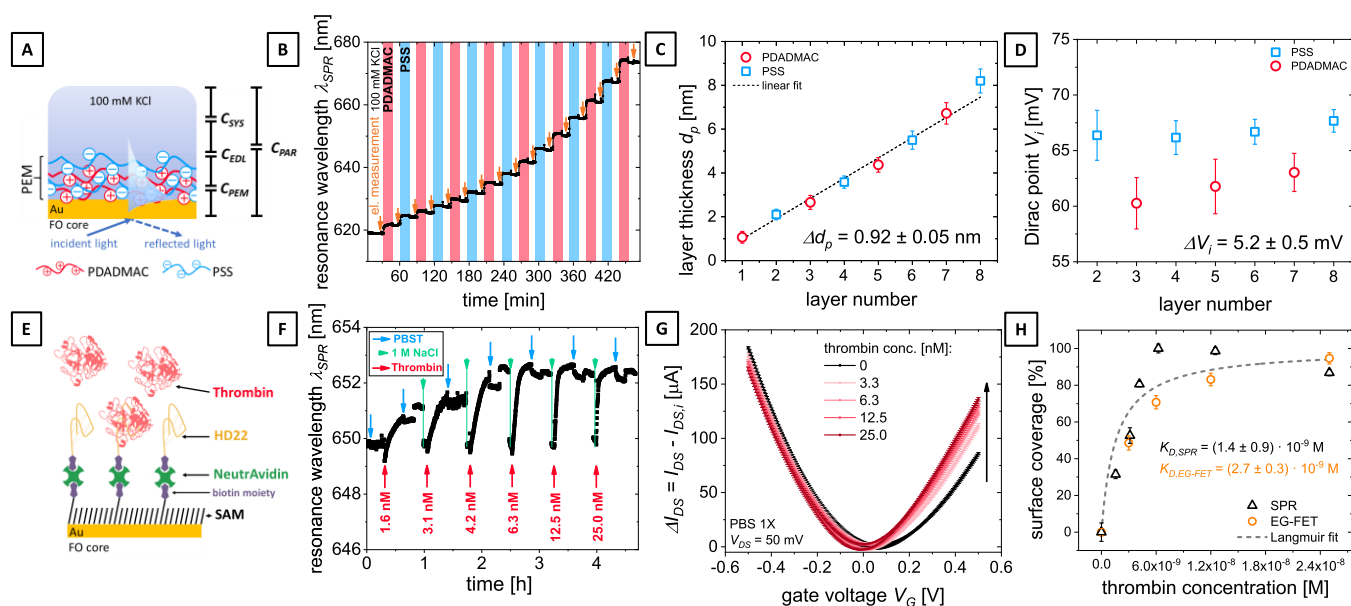 A
100 mM KCl
PEM
Au
FO core
incident light
reflected light
PDADMAC
PSS
C_SYS
C_EDL
C_PEM
C_PAR
B
resonance wavelength λ_SPR [nm]
680
660
640
620
el. measurement
100 mM KCl
PDADMAC
PSS
60 120 180 240 300 360 420
time [min]
C
layer thickness d_p [nm]
10
8
6
4
2
0
PDADMAC
PSS
linear fit
Δd_p = 0.92 ± 0.05 nm
1 2 3 4 5 6 7 8
layer number
D
Dirac point V_i [mV]
75
70
65
60
55
PSS
PDADMAC
ΔV_i = 5.2 ± 0.5 mV
2 3 4 5 6 7 8
layer number
E
Thrombin
HD22
NeutrAvidin
biotin moiety
SAM
Au
FO core
F
resonance wavelength λ_SPR [nm]
654
652
650
648
646
PBST
1 M NaCl
Thrombin
1.6 nM
3.1 nM
4.2 nM
6.3 nM
12.5 nM
25.0 nM
0 1 2 3 4
time [h]
G
ΔI_DS = I_DS - I_DS,i [µA]
200
150
100
50
0
thrombin conc. [nM]:
0
3.3
6.3
12.5
25.0
PBS 1X
V_DS = 50 mV
-0.6 -0.4 -0.2 0.0 0.2 0.4 0.6
gate voltage V_G [V]
H
surface coverage [%]
100
80
60
40
20
0
K_D,SPR = (1.4 ± 0.9) · 10⁻⁹ M
K_D,EG-FET = (2.7 ± 0.3) · 10⁻⁹ M
SPR
EG-FET
Langmuir fit
0.0 6.0×10⁻⁹ 1.2×10⁻⁸ 1.8×10⁻⁸ 2.4×10⁻⁸
thrombin concentration [M]